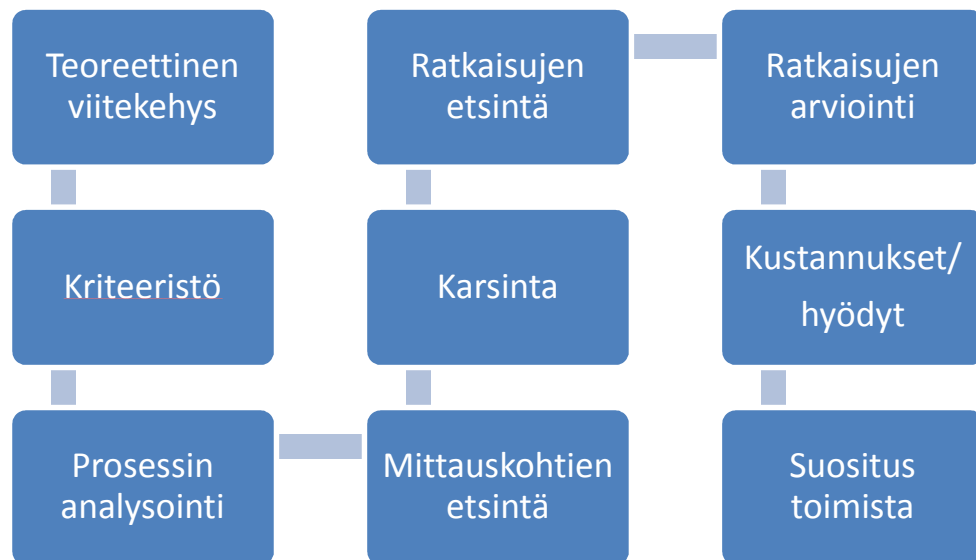 Teoreettinen
viitekehys
Kriteeristö
Prosessin
analysointi
Mittauskohtien
etsintä
Karsinta
Ratkaisujen
etsintä
Ratkaisujen
arviointi
Kustannukset/
hyödyt
Suositus
toimista